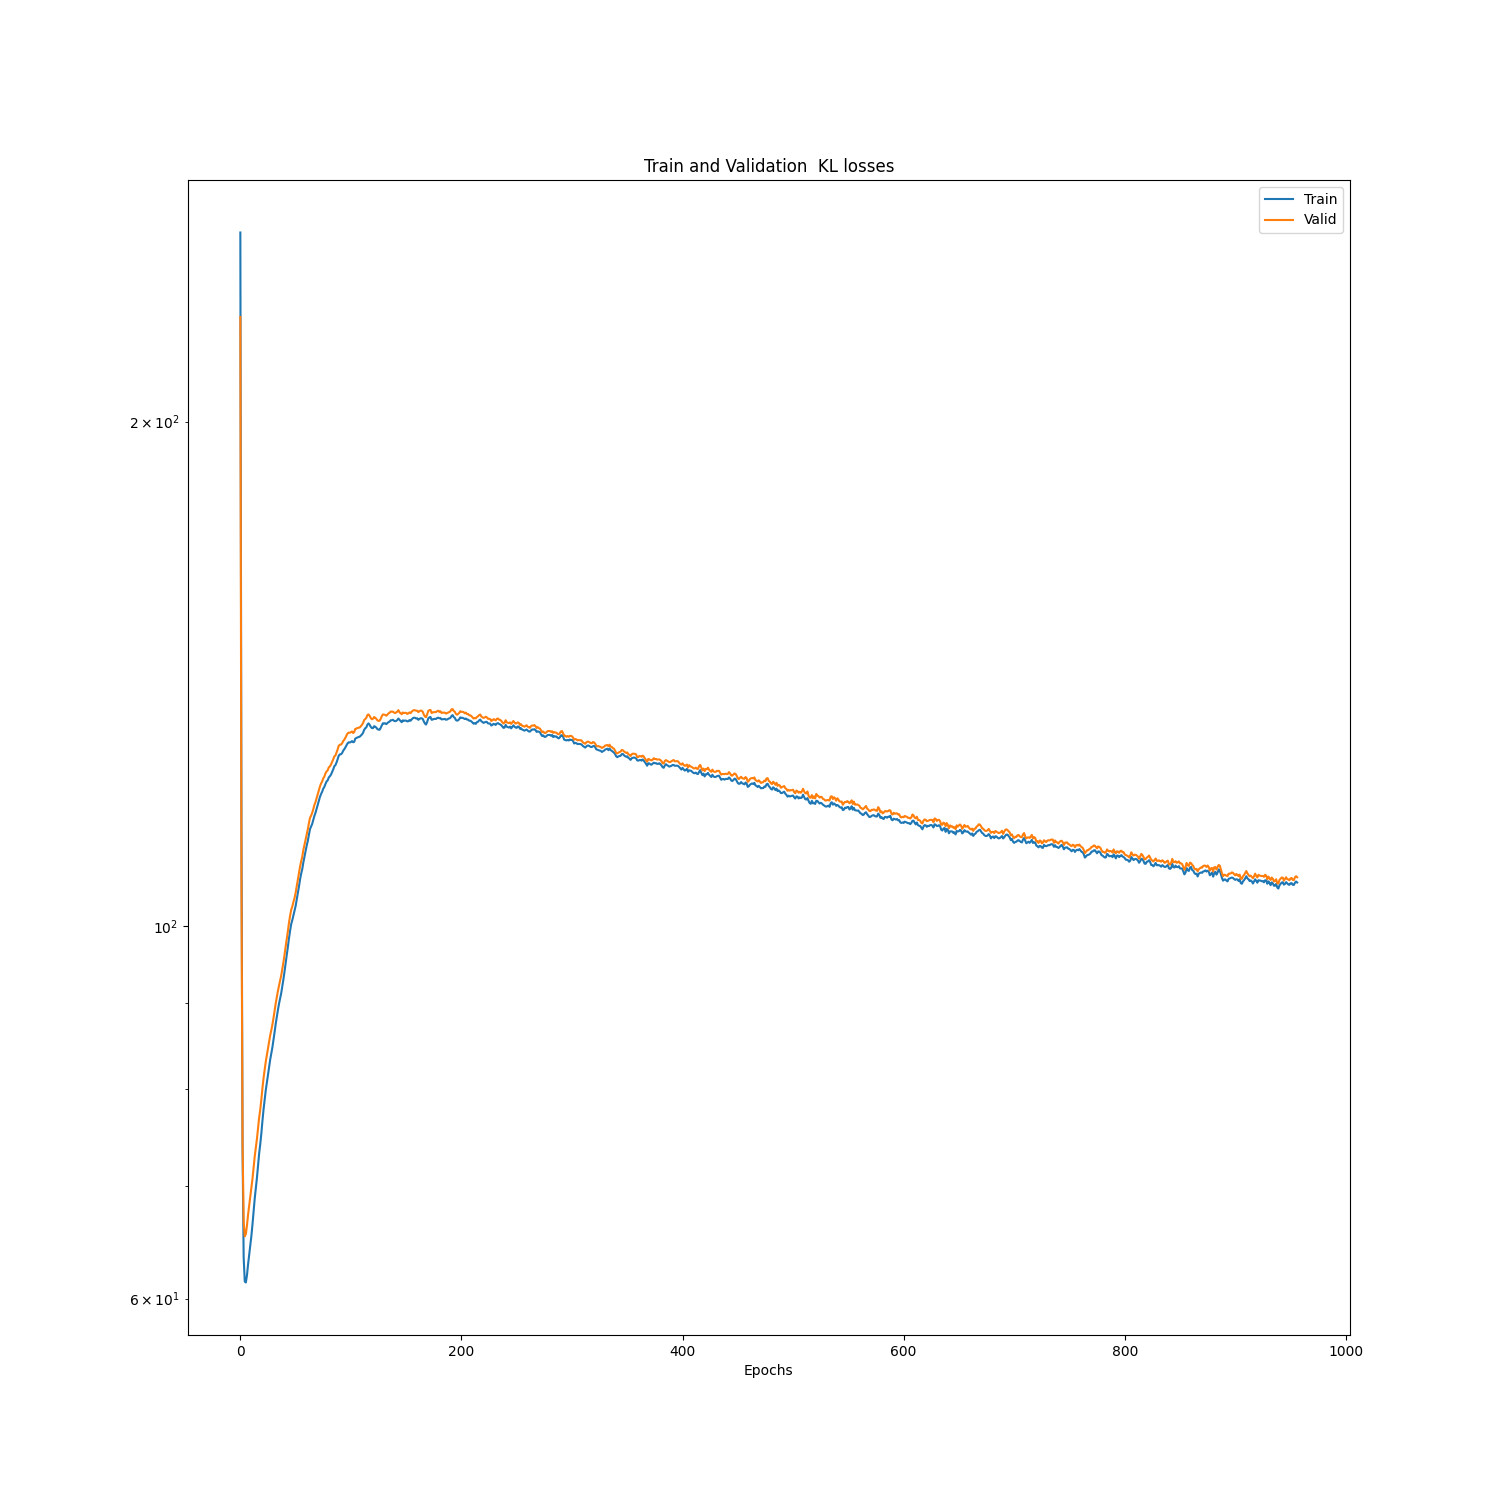 Train and Validation  KL losses
Train
Valid
2 × 10²
10²
6 × 10¹
0 200 400 600 800 1000
Epochs